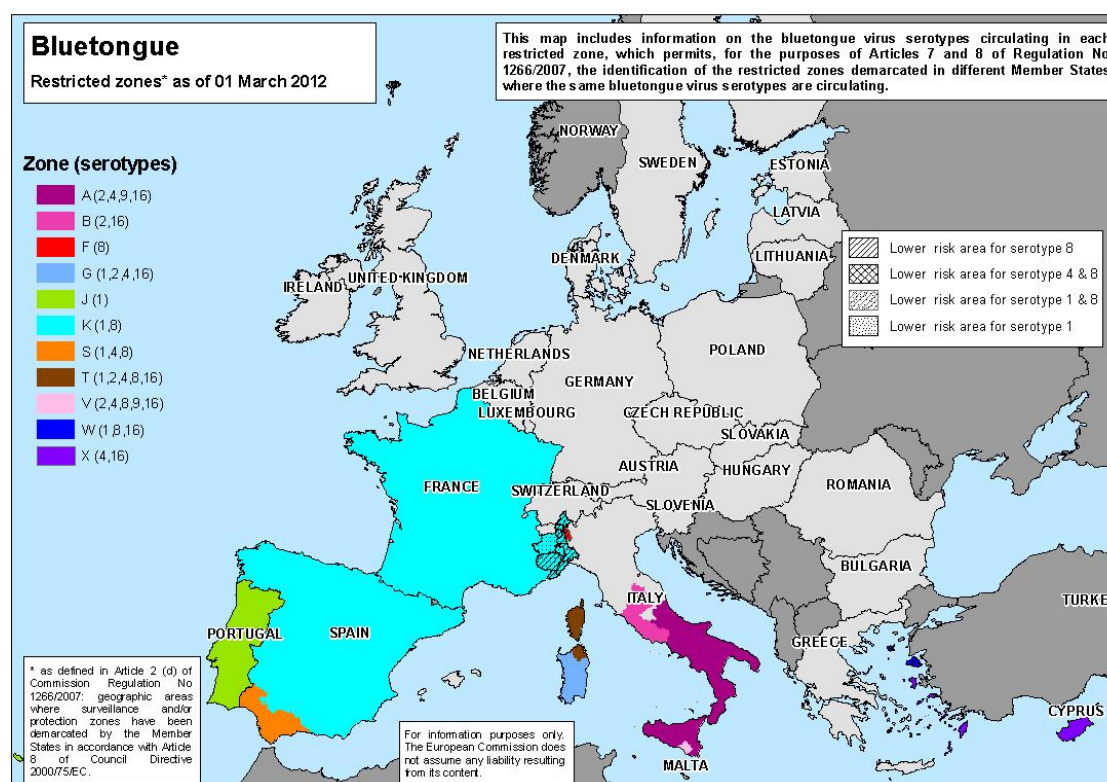 Bluetongue
Restricted zones* as of 01 March 2012
This map includes information on the bluetongue virus serotypes circulating in each
restricted zone, which permits, for the purposes of Articles 7 and 8 of Regulation No
1266/2007, the identification of the restricted zones demarcated in different Member States
where the same bluetongue virus serotypes are circulating.
Zone (serotypes)
A (2,4,9,16)
B (2,16)
F (8)
G (1,2,4,16)
J (1)
K (1,8)
S (1,4,8)
T (1,2,4,8,16)
V (2,4,8,9,16)
W (1,8,16)
X (4,16)
Lower risk area for serotype 8
Lower risk area for serotype 4 & 8
Lower risk area for serotype 1 & 8
Lower risk area for serotype 1
NORWAY
SWEDEN
ESTONIA
LATVIA
LITHUANIA
DENMARK
UNITED KINGDOM
IRELAND
NETHERLANDS
POLAND
GERMANY
BELGIUM
LUXEMBOURG
CZECH REPUBLIC
SLOVAKIA
AUSTRIA
HUNGARY
FRANCE
SWITZERLAND
ROMANIA
SLOVENIA
BULGARIA
ITALY
TURKE
PORTUGAL
SPAIN
GREECE
CYPRUS
MALTA
* as defined in Article 2 (d) of
Commission Regulation No
1266/2007: geographic areas
where surveillance and/or
protection zones have been
demarcated by the Member
States in accordance with Article
8 of Council Directive
2000/75/EC.
For information purposes only.
The European Commission does
not assume any liability resulting
from its content.